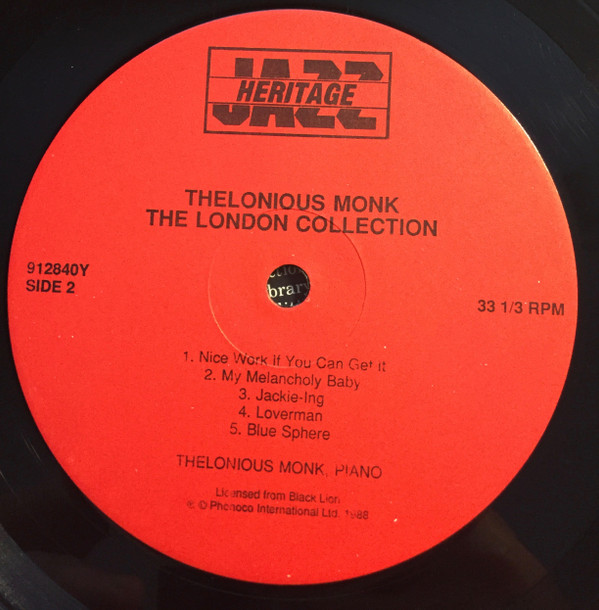 JAZZ
HERITAGE
THELONIOUS MONK
THE LONDON COLLECTION
912840Y
SIDE 2
33 1/3 RPM
brary
1. Nice Work If You Can Get it
2. My Melancholy Baby
3. Jackie-Ing
4. Loverman
5. Blue Sphere
THELONIOUS MONK, PIANO
Licensed from Black Lion
℗ © Phonoco International Ltd. 1988